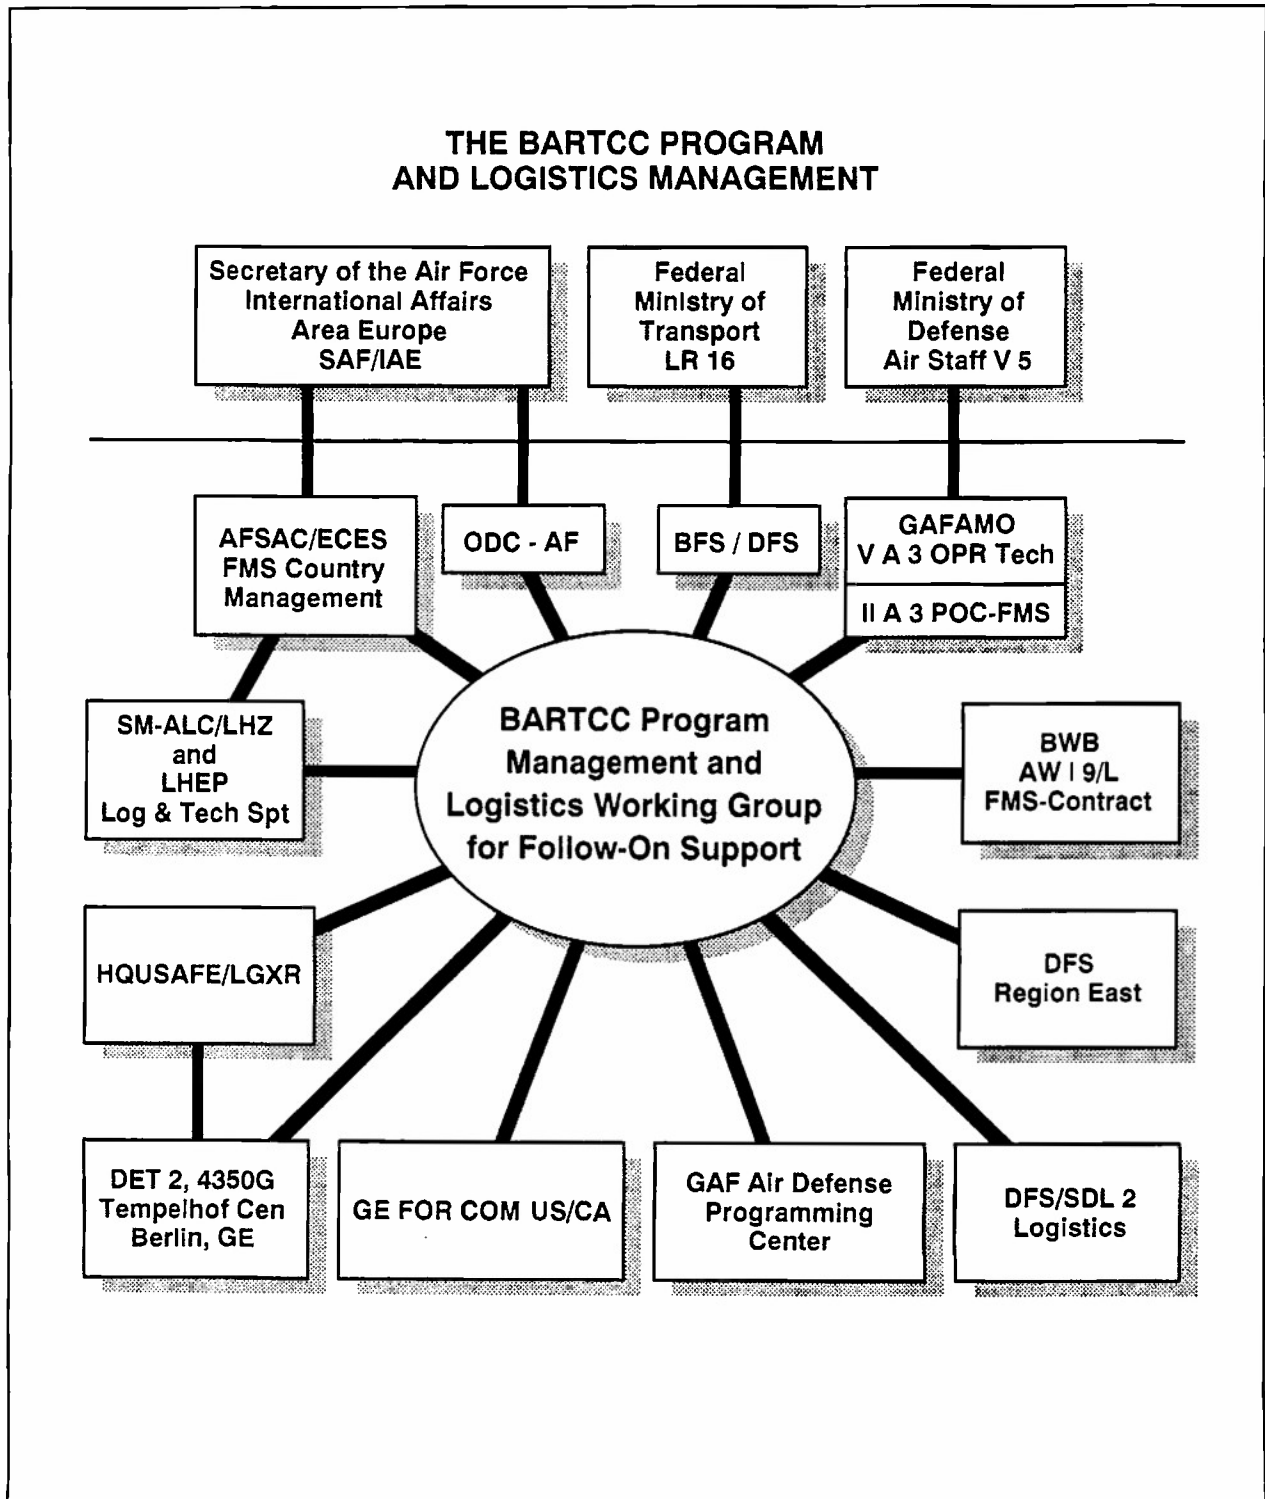 THE BARTCC PROGRAM
AND LOGISTICS MANAGEMENT
Secretary of the Air Force
International Affairs
Area Europe
SAF/IAE
Federal
Ministry of
Transport
LR 16
Federal
Ministry of
Defense
Air Staff V 5
AFSAC/ECES
FMS Country
Management
ODC - AF
BFS / DFS
GAFAMO
V A 3 OPR Tech
II A 3 POC-FMS
BARTCC Program
Management and
Logistics Working Group
for Follow-On Support
SM-ALC/LHZ
and
LHEP
Log & Tech Spt
BWB
AW I 9/L
FMS-Contract
HQUSAFE/LGXR
DFS
Region East
DET 2, 4350G
Tempelhof Cen
Berlin, GE
GE FOR COM US/CA
GAF Air Defense
Programming
Center
DFS/SDL 2
Logistics